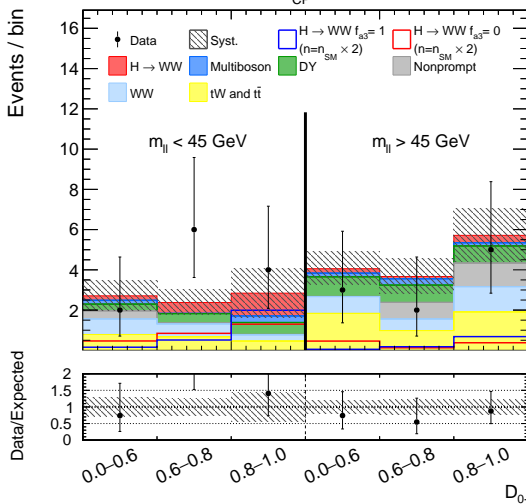 CP
Events / bin
Data
Syst.
H → WW f_a3 = 1
(n=n_SM × 2)
H → WW f_a3 = 0
(n=n_SM × 2)
H → WW
Multiboson
DY
Nonprompt
WW
tW and tt̄
m_ll < 45 GeV
m_ll > 45 GeV
16
14
12
10
8
6
4
2
Data/Expected
2
1.5
1
0.5
0
0.0–0.6
0.6–0.8
0.8–1.0
0.0–0.6
0.6–0.8
0.8–1.0
D_0-